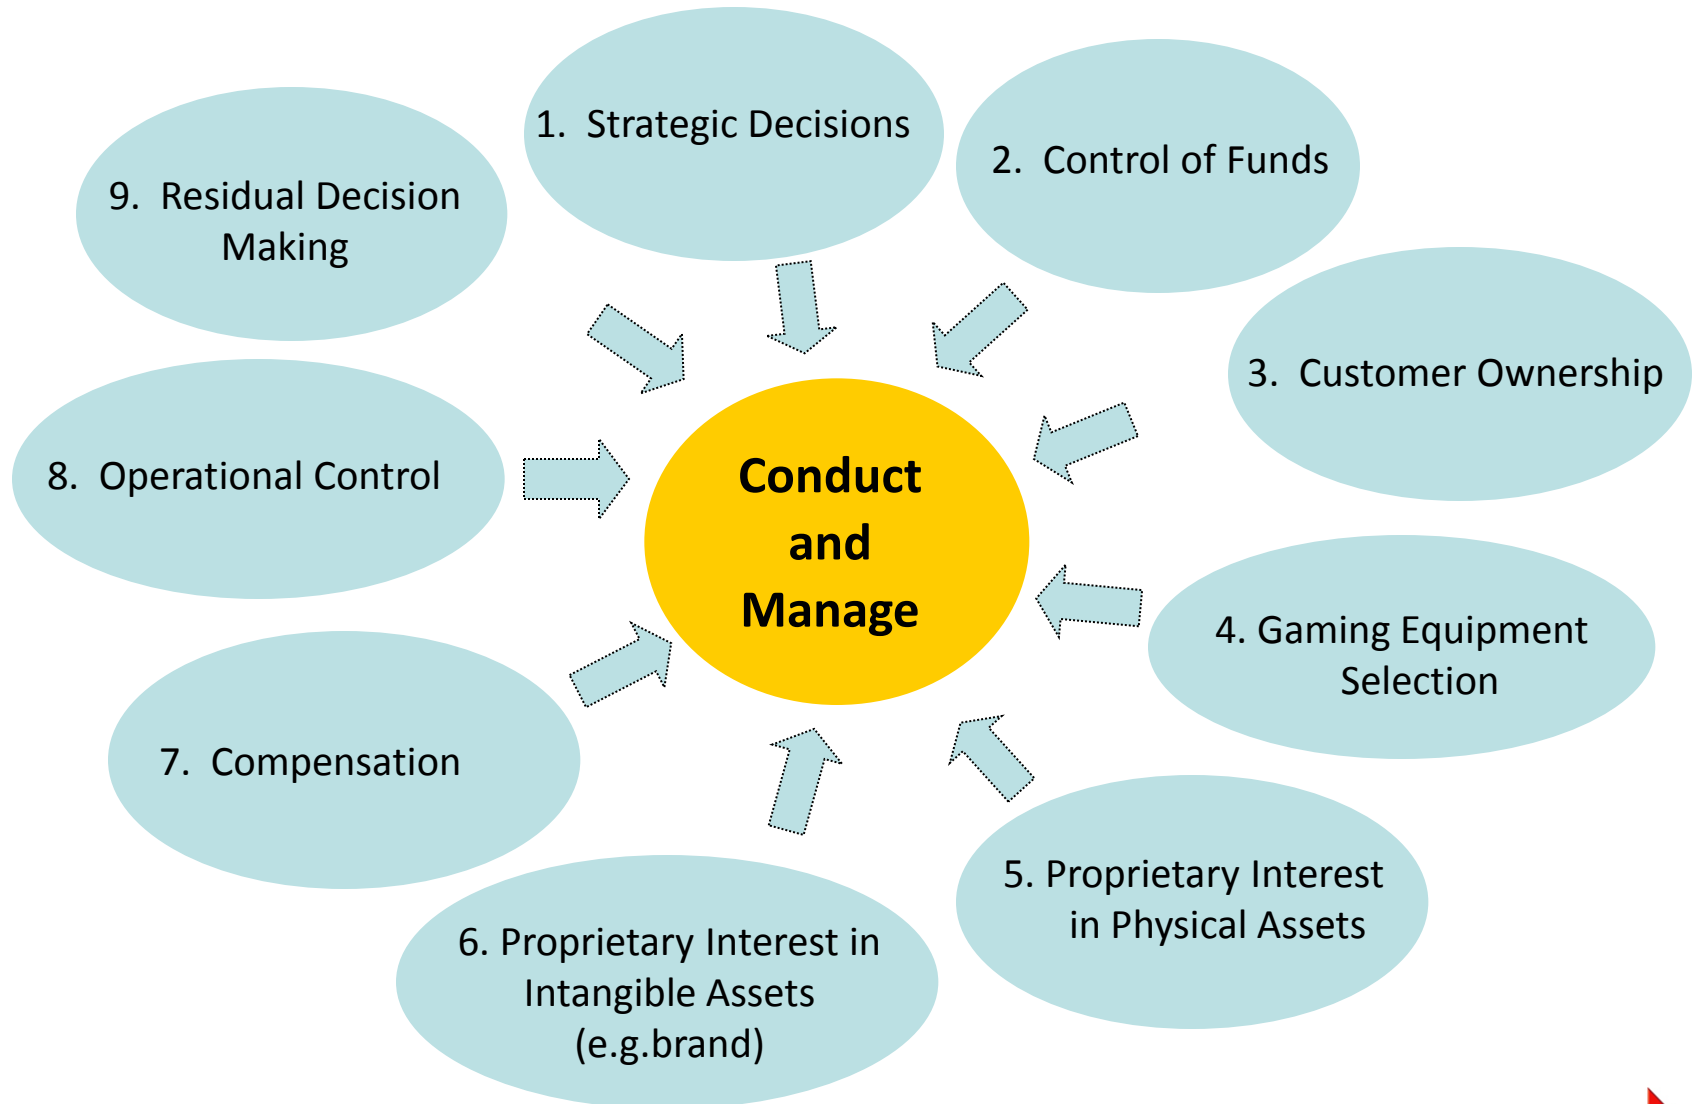 1. Strategic Decisions
2. Control of Funds
3. Customer Ownership
4. Gaming Equipment
Selection
5. Proprietary Interest
in Physical Assets
6. Proprietary Interest in
Intangible Assets
(e.g.brand)
7. Compensation
8. Operational Control
9. Residual Decision
Making
Conduct
and
Manage